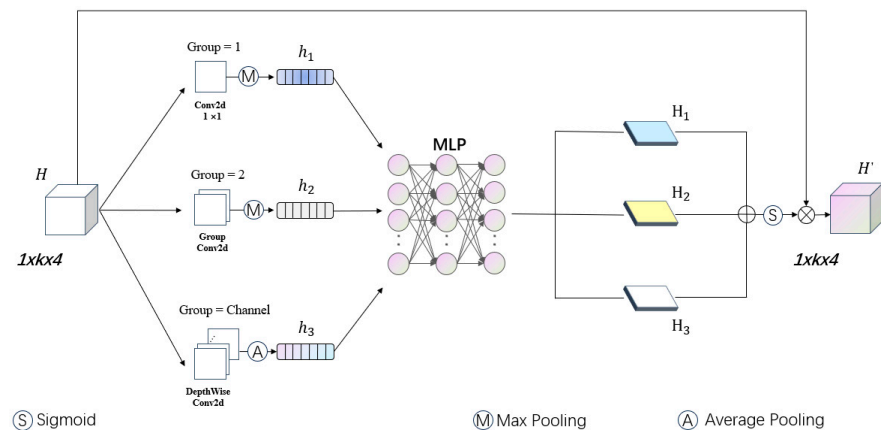 Group = 1
h1
M
Conv2d
1 ×1
H
1xkx4
Group = 2
h2
M
Group
Conv2d
Group = Channel
h3
A
DepthWise
Conv2d
MLP
H1
H2
H3
S
H'
1xkx4
S Sigmoid
M Max Pooling
A Average Pooling